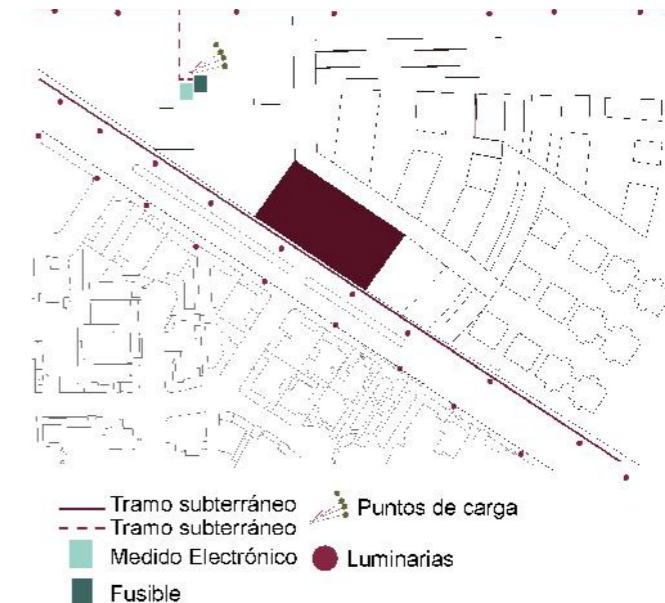 Tramo subterráneo
Puntos de carga
Tramo subterráneo
Medido Electrónico
Luminarias
Fusible